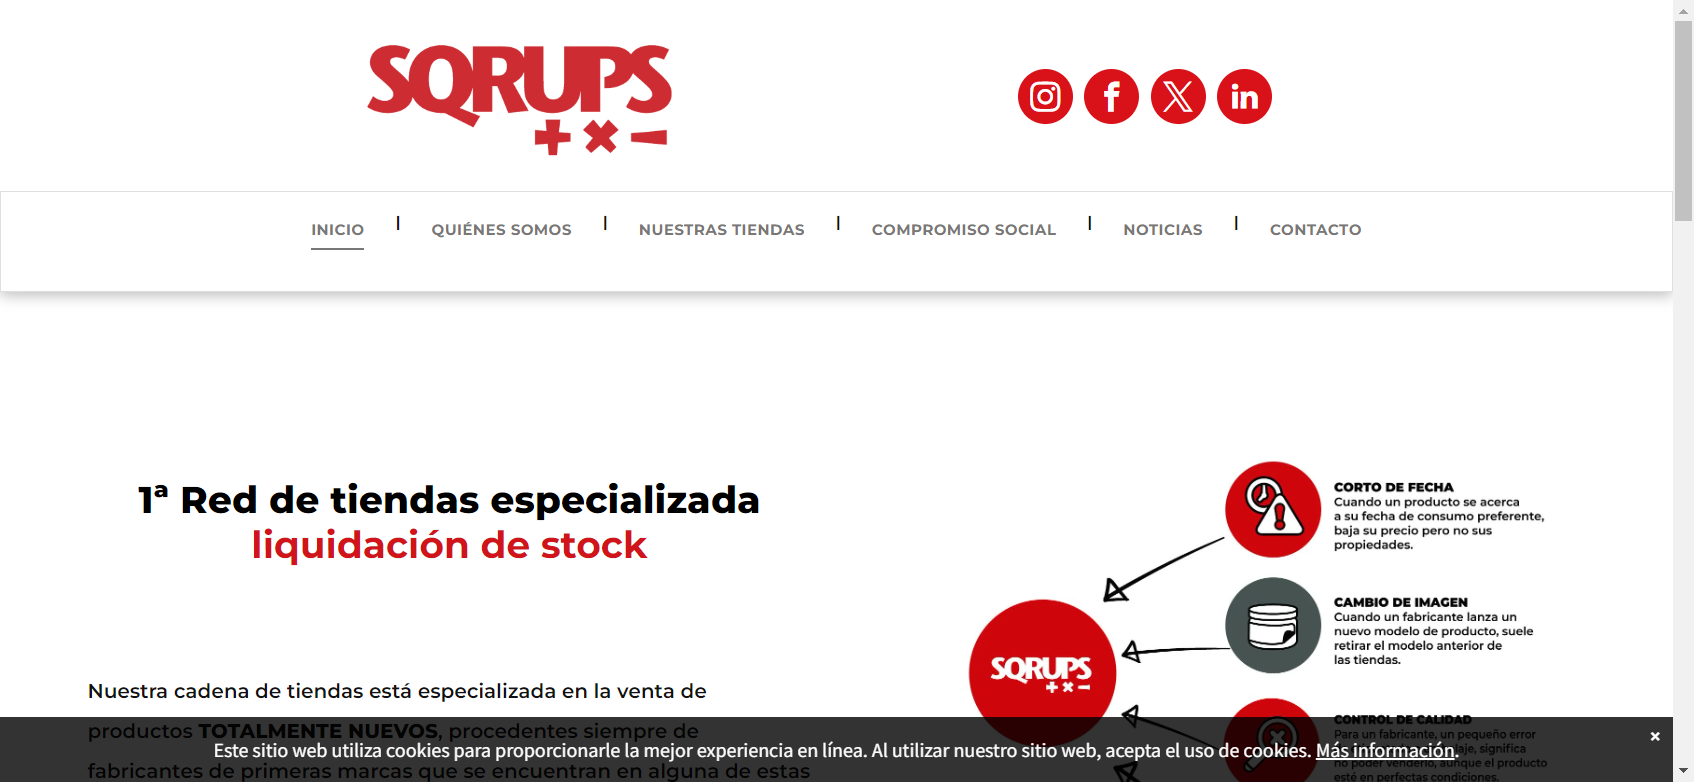 SQRUPS
INICIO
QUIÉNES SOMOS
NUESTRAS TIENDAS
COMPROMISO SOCIAL
NOTICIAS
CONTACTO
1ª Red de tiendas especializada
liquidación de stock
Nuestra cadena de tiendas está especializada en la venta de
productos TOTALMENTE NUEVOS, procedentes siempre de
fabricantes de primeras marcas que se encuentran en alguna de estas
SQRUPS
CORTO DE FECHA
Cuando un producto se acerca
a su fecha de consumo preferente,
baja su precio pero no sus
propiedades.
CAMBIO DE IMAGEN
Cuando un fabricante lanza un
nuevo modelo de producto, suele
retirar el modelo anterior de
las tiendas.
CONTROL DE CALIDAD
Para un fabricante, un pequeño error
significa
no poder venderlo, aunque el producto
esté en perfectas condiciones.
Este sitio web utiliza cookies para proporcionarle la mejor experiencia en línea. Al utilizar nuestro sitio web, acepta el uso de cookies. Más información.